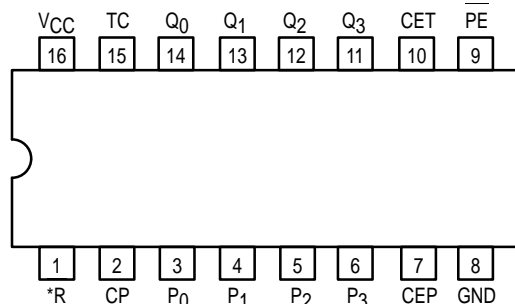 VCC TC Q0 Q1 Q2 Q3 CET PE
16 15 14 13 12 11 10 9
1 2 3 4 5 6 7 8
*R CP P0 P1 P2 P3 CEP GND